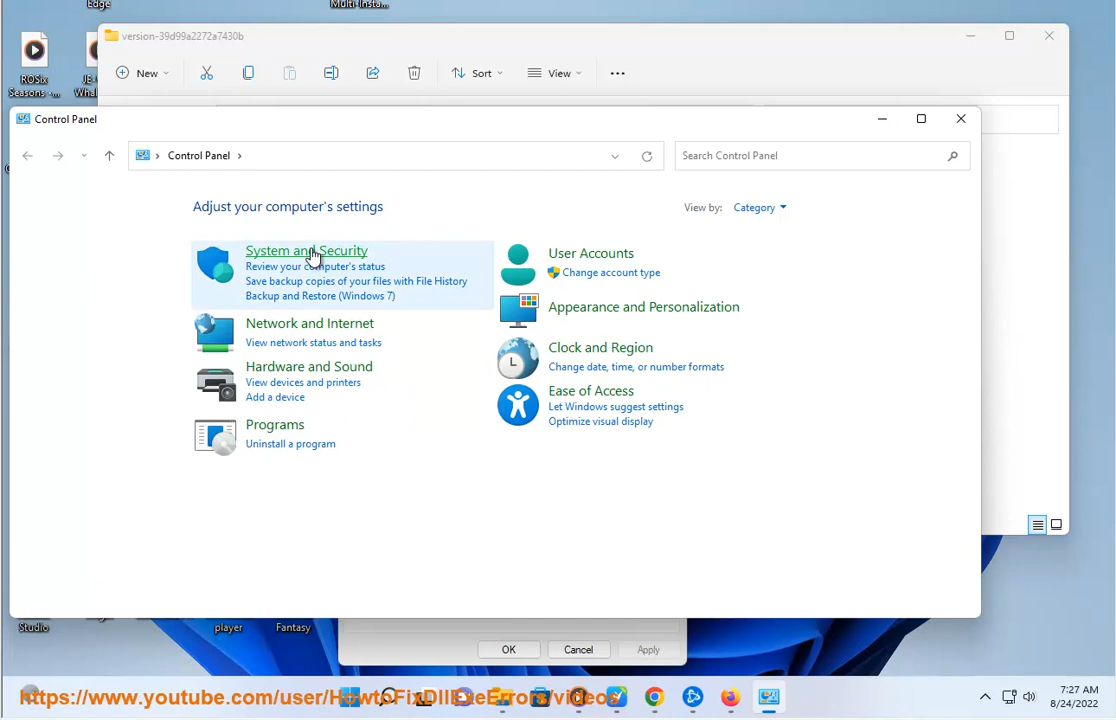 Edge
Multi-Insta...
version-39d99a2272a7430b
New
Sort
View
ROSix
Seasons -...
JE-
Whal
Control Panel
Control Panel
Search Control Panel
Adjust your computer's settings
View by: Category
System and Security
Review your computer's status
Save backup copies of your files with File History
Backup and Restore (Windows 7)
Network and Internet
View network status and tasks
Hardware and Sound
View devices and printers
Add a device
Programs
Uninstall a program
User Accounts
Change account type
Appearance and Personalization
Clock and Region
Change date, time, or number formats
Ease of Access
Let Windows suggest settings
Optimize visual display
Studio
player
Fantasy
OK
Cancel
Apply
https://www.youtube.com/user/HowtoFixDllExeErrors/videos
7:27 AM
8/24/2022